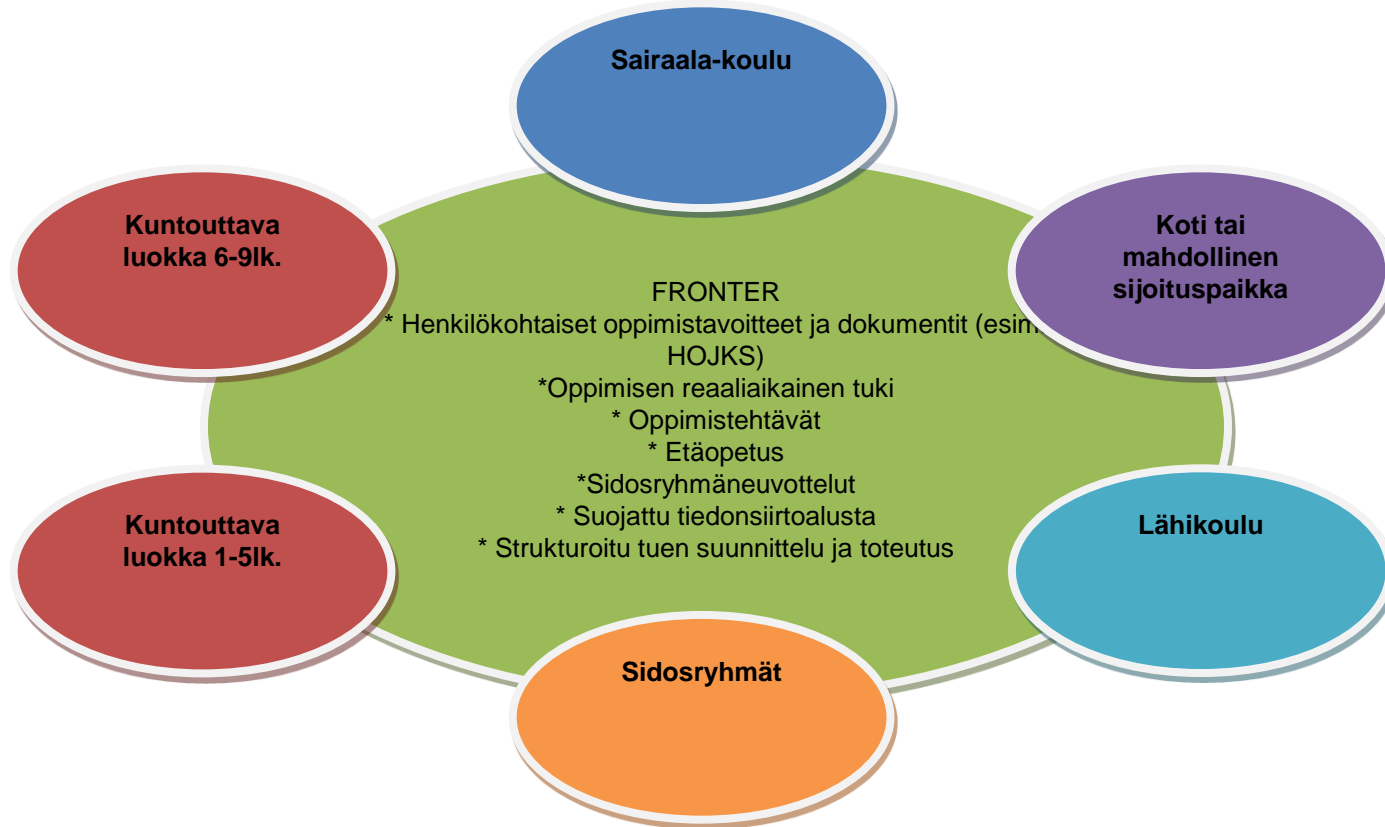 Sairaala-koulu
Kuntouttava
luokka 6-9lk.
Koti tai
mahdollinen
sijoituspaikka
FRONTER
* Henkilökohtaiset oppimistavoitteet ja dokumentit (esim
HOJKS)
*Oppimisen reaaliaikainen tuki
* Oppimistehtävät
* Etäopetus
*Sidosryhmäneuvottelut
* Suojattu tiedonsiirtoalusta
* Strukturoitu tuen suunnittelu ja toteutus
Kuntouttava
luokka 1-5lk.
Lähikoulu
Sidosryhmät